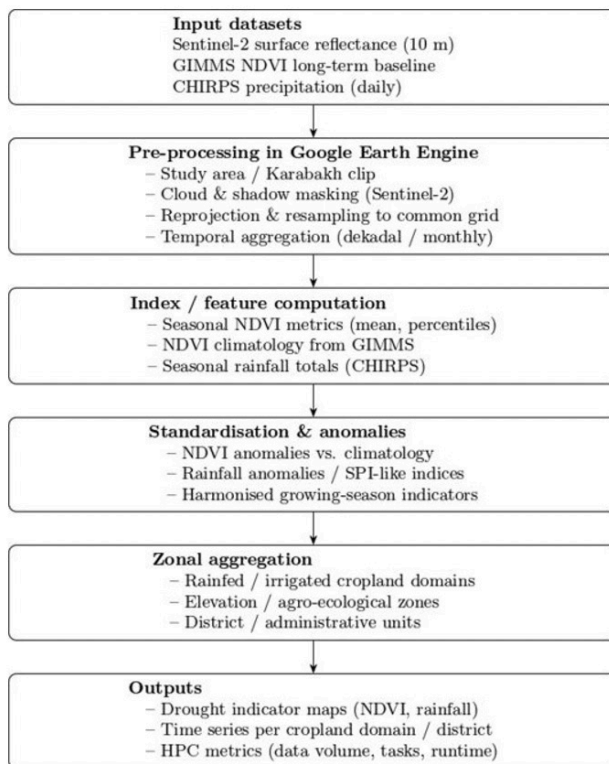 Input datasets
Sentinel-2 surface reflectance (10 m)
GIMMS NDVI long-term baseline
CHIRPS precipitation (daily)
Pre-processing in Google Earth Engine
– Study area / Karabakh clip
– Cloud & shadow masking (Sentinel-2)
– Reprojection & resampling to common grid
– Temporal aggregation (dekadal / monthly)
Index / feature computation
– Seasonal NDVI metrics (mean, percentiles)
– NDVI climatology from GIMMS
– Seasonal rainfall totals (CHIRPS)
Standardisation & anomalies
– NDVI anomalies vs. climatology
– Rainfall anomalies / SPI-like indices
– Harmonised growing-season indicators
Zonal aggregation
– Rainfed / irrigated cropland domains
– Elevation / agro-ecological zones
– District / administrative units
Outputs
– Drought indicator maps (NDVI, rainfall)
– Time series per cropland domain / district
– HPC metrics (data volume, tasks, runtime)